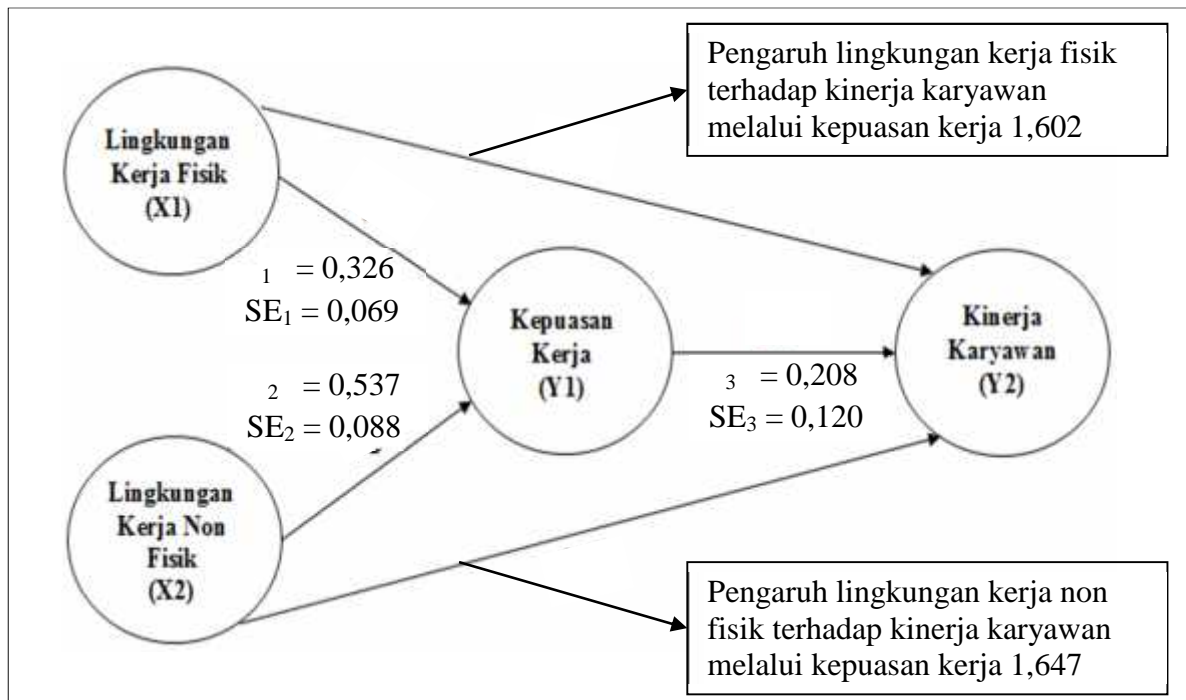 Pengaruh lingkungan kerja fisik
terhadap kinerja karyawan
melalui kepuasan kerja 1,602
Lingkungan
Kerja Fisik
(X1)
1 = 0,326
SE1 = 0,069
Kepuasan
Kerja
(Y1)
Kinerja
Karyawan
(Y2)
2 = 0,537
SE2 = 0,088
3 = 0,208
SE3 = 0,120
Lingkungan
Kerja Non
Fisik
(X2)
Pengaruh lingkungan kerja non
fisik terhadap kinerja karyawan
melalui kepuasan kerja 1,647